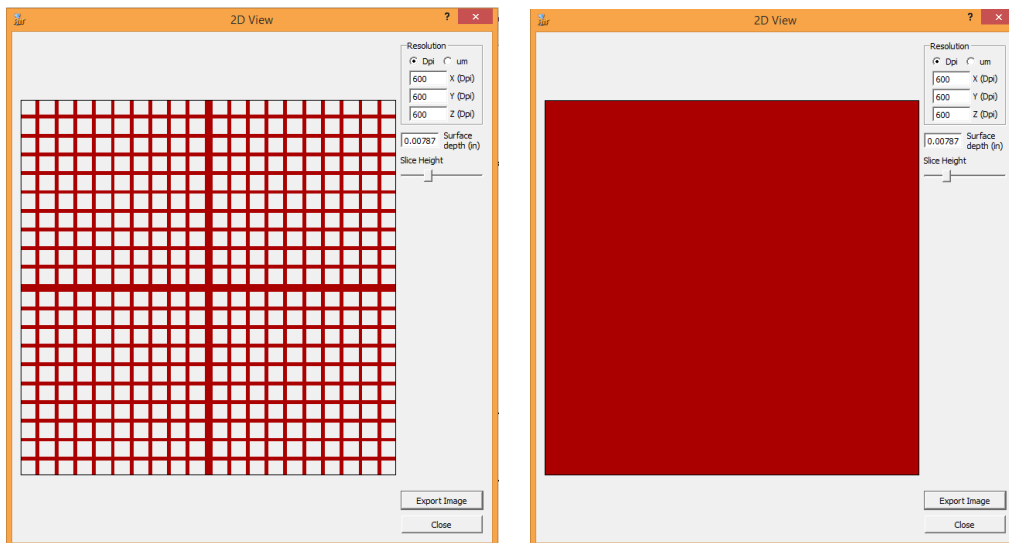 2D View
?
×
Resolution
Dpi
um
600
X (Dpi)
600
Y (Dpi)
600
Z (Dpi)
0.00787
Surface
depth (in)
Slice Height
Export Image
Close
2D View
?
×
Resolution
Dpi
um
600
X (Dpi)
600
Y (Dpi)
600
Z (Dpi)
0.00787
Surface
depth (in)
Slice Height
Export Image
Close